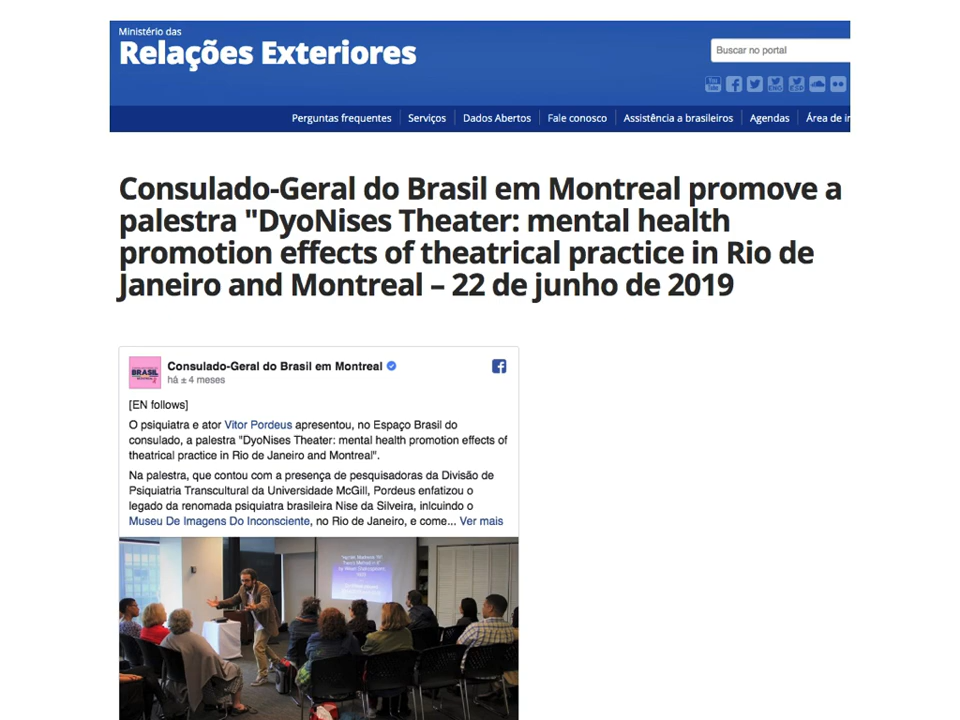 Ministério das
Relações Exteriores
Buscar no portal
Perguntas frequentes
Serviços
Dados Abertos
Fale conosco
Assistência a brasileiros
Agendas
Área de
Consulado-Geral do Brasil em Montreal promove a
palestra "DyoNises Theater: mental health
promotion effects of theatrical practice in Rio de
Janeiro and Montreal – 22 de junho de 2019
Consulado-Geral do Brasil em Montreal
há ± 4 meses
[EN follows]
O psiquiatra e ator Vitor Pordeus apresentou, no Espaço Brasil do
consulado, a palestra "DyoNises Theater: mental health promotion effects of
theatrical practice in Rio de Janeiro and Montreal".
Na palestra, que contou com a presença de pesquisadoras da Divisão de
Psiquiatria Transcultural da Universidade McGill, Pordeus enfatizou o
legado da renomada psiquiatra brasileira Nise da Silveira, inlcuindo o
Museu De Imagens Do Inconsciente, no Rio de Janeiro, e come... Ver mais